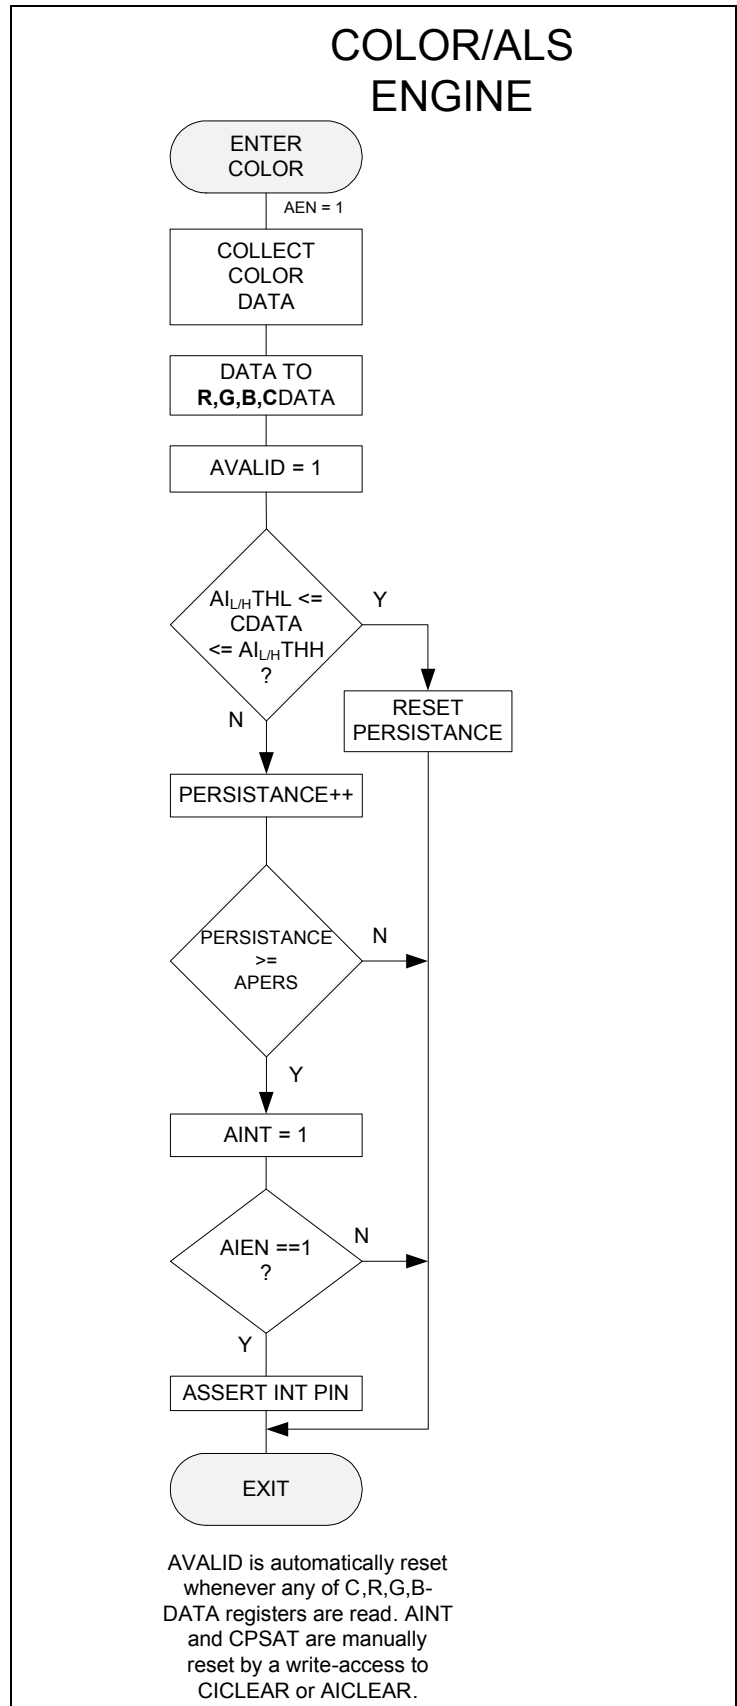 COLOR/ALS
ENGINE
ENTER
COLOR
AEN = 1
COLLECT
COLOR
DATA
DATA TO
R,G,B,CDATA
AVALID = 1
AIL/HTHL <=
CDATA
<= AIL/HTHH
?
Y
N
RESET
PERSISTANCE
PERSISTANCE++
PERSISTANCE
>=
APERS
N
Y
AINT = 1
AIEN ==1
?
N
Y
ASSERT INT PIN
EXIT
AVALID is automatically reset
whenever any of C,R,G,B-
DATA registers are read. AINT
and CPSAT are manually
reset by a write-access to
CICLEAR or AICLEAR.